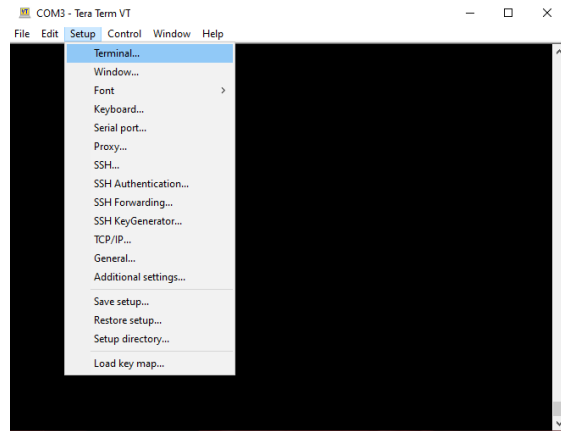 VT COM3 - Tera Term VT
File Edit Setup Control Window Help
Terminal...
Window...
Font
Keyboard...
Serial port...
Proxy...
SSH...
SSH Authentication...
SSH Forwarding...
SSH KeyGenerator...
TCP/IP...
General...
Additional settings...
Save setup...
Restore setup...
Setup directory...
Load key map...